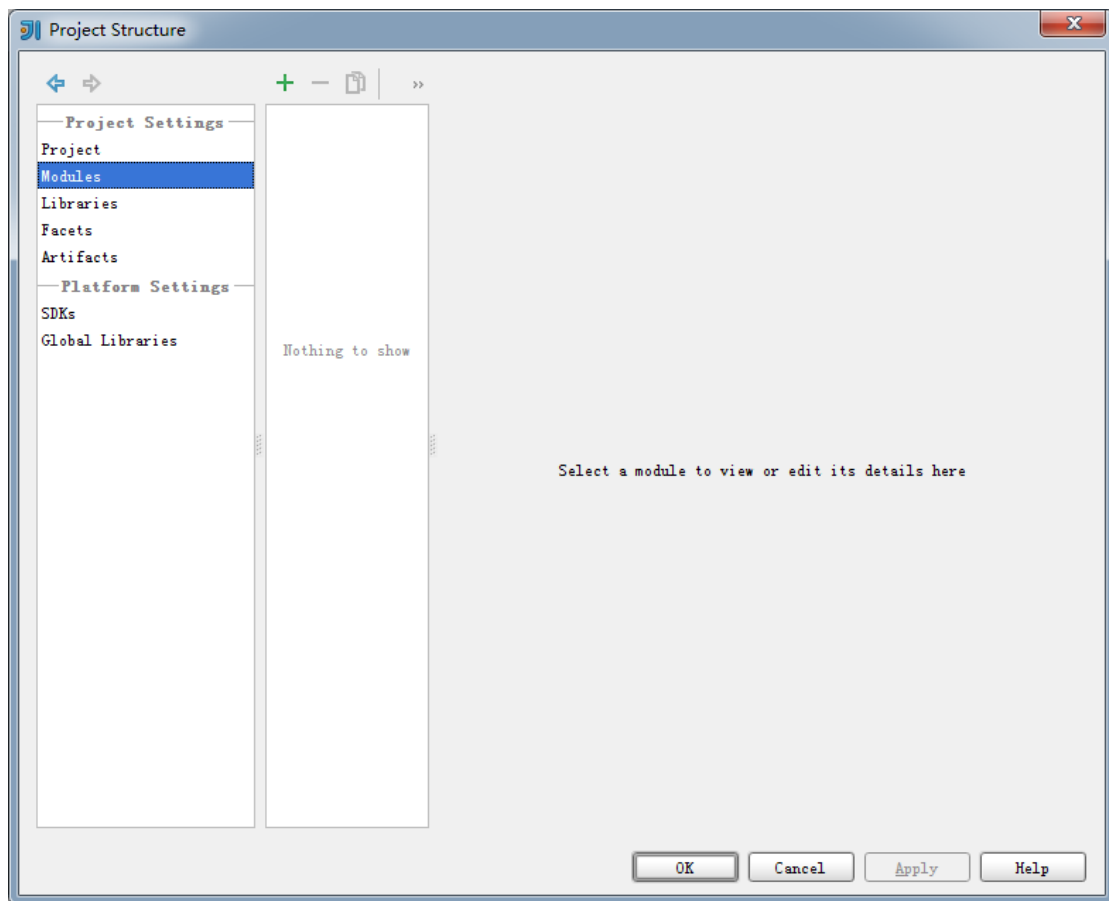 Project Structure
Project Settings
Project
Modules
Libraries
Facets
Artifacts
Platform Settings
SDKs
Global Libraries
Nothing to show
Select a module to view or edit its details here
OK
Cancel
Apply
Help